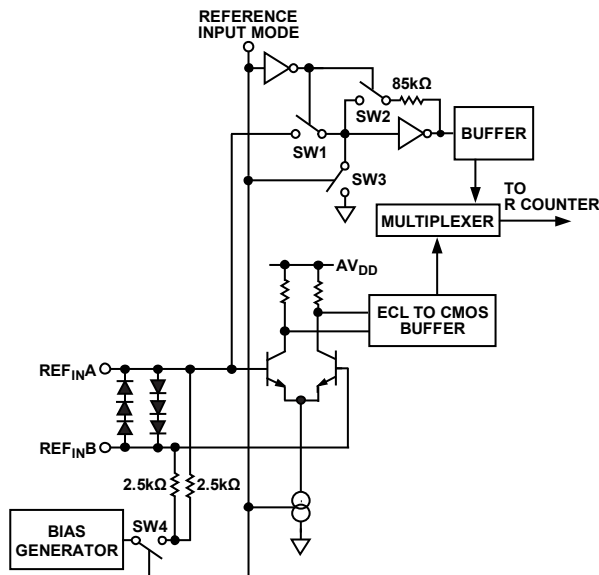 REFERENCE
INPUT MODE
85kΩ
SW2
BUFFER
SW1
SW3
TO
R COUNTER
MULTIPLEXER
AVDD
ECL TO CMOS
BUFFER
REFINA
REFINB
2.5kΩ
2.5kΩ
BIAS
GENERATOR
SW4